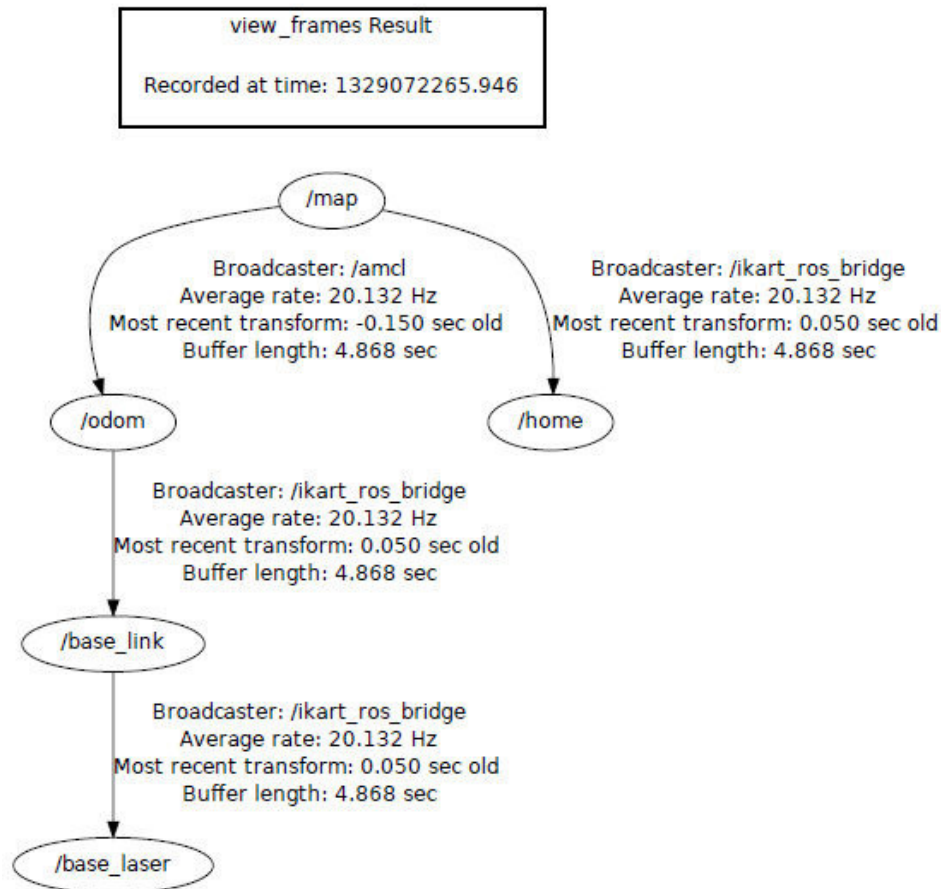 view_frames Result
Recorded at time: 1329072265.946
/map
Broadcaster: /amcl
Average rate: 20.132 Hz
Most recent transform: -0.150 sec old
Buffer length: 4.868 sec
Broadcaster: /ikart_ros_bridge
Average rate: 20.132 Hz
Most recent transform: 0.050 sec old
Buffer length: 4.868 sec
/odom
/home
Broadcaster: /ikart_ros_bridge
Average rate: 20.132 Hz
Most recent transform: 0.050 sec old
Buffer length: 4.868 sec
/base_link
Broadcaster: /ikart_ros_bridge
Average rate: 20.132 Hz
Most recent transform: 0.050 sec old
Buffer length: 4.868 sec
/base_laser